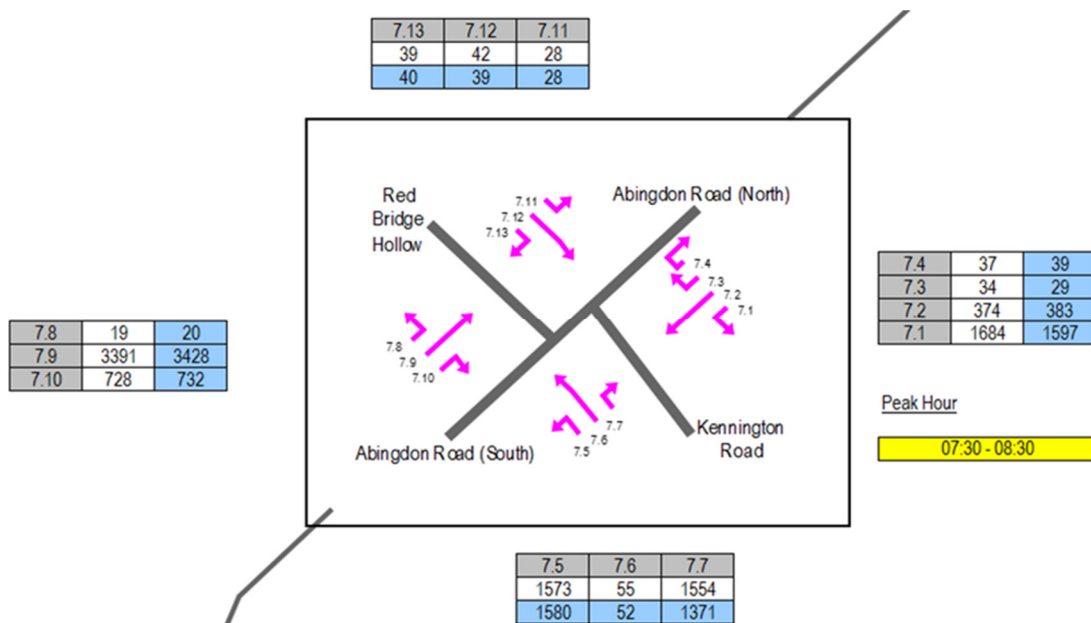 7.13 7.12 7.11
39 42 28
40 39 28
Red
Bridge
Hollow
Abingdon Road (North)
7.11
7.12
7.13
7.4
7.3
7.2
7.1
7.8
7.9
7.10
7.7
7.6
7.5
Abingdon Road (South)
Kennington
Road
7.8 19 20
7.9 3391 3428
7.10 728 732
7.4 37 39
7.3 34 29
7.2 374 383
7.1 1684 1597
Peak Hour
07:30 - 08:30
7.5 7.6 7.7
1573 55 1554
1580 52 1371